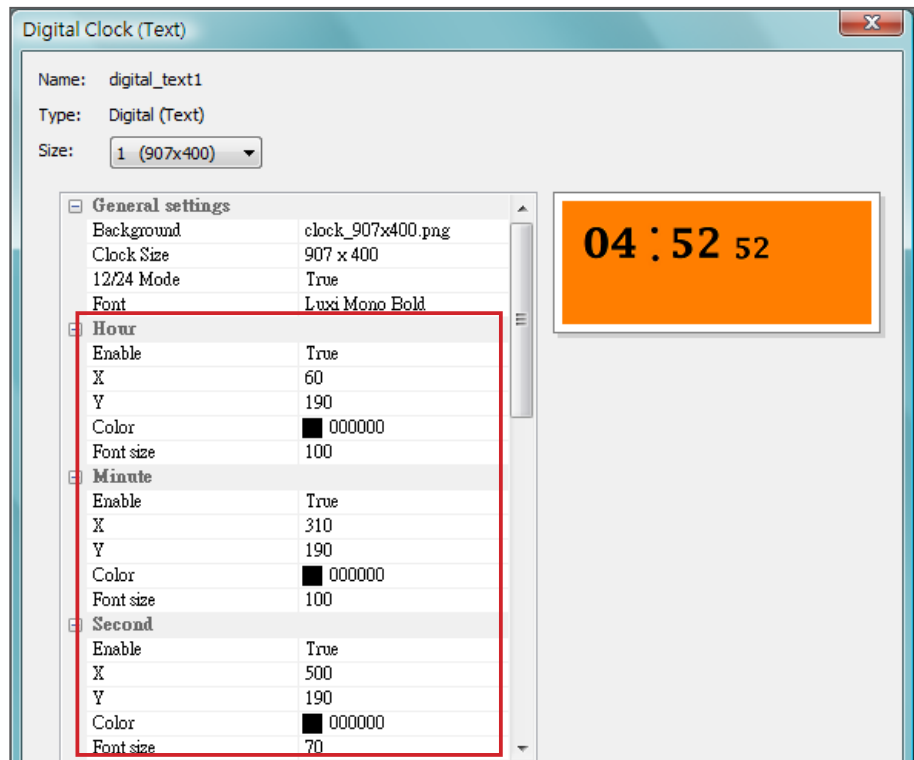 Digital Clock (Text)
Name: digital_text1
Type: Digital (Text)
Size: 1 (907x400)
General settings
Background clock_907x400.png
Clock Size 907 x 400
12/24 Mode True
Font Luxi Mono Bold
Hour
Enable True
X 60
Y 190
Color 000000
Font size 100
Minute
Enable True
X 310
Y 190
Color 000000
Font size 100
Second
Enable True
X 500
Y 190
Color 000000
Font size 70
04 : 52 52